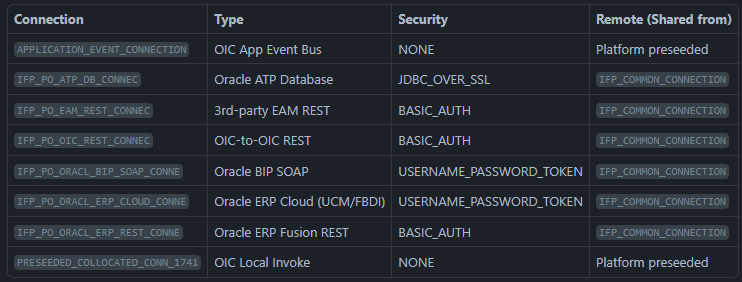 Connection Type Security Remote (Shared from)
APPLICATION_EVENT_CONNECTION OIC App Event Bus NONE Platform preseeded
IFP_PO_ATP_DB_CONNEC Oracle ATP Database JDBC_OVER_SSL IFP_COMMON_CONNECTION
IFP_PO_EAM_REST_CONNEC 3rd-party EAM REST BASIC_AUTH IFP_COMMON_CONNECTION
IFP_PO_OIC_REST_CONNEC OIC-to-OIC REST BASIC_AUTH IFP_COMMON_CONNECTION
IFP_PO_ORACL_BIP_SOAP_CONNE Oracle BIP SOAP USERNAME_PASSWORD_TOKEN IFP_COMMON_CONNECTION
IFP_PO_ORACL_ERP_CLOUD_CONNE Oracle ERP Cloud (UCM/FBDI) USERNAME_PASSWORD_TOKEN IFP_COMMON_CONNECTION
IFP_PO_ORACL_ERP_REST_CONNE Oracle ERP Fusion REST BASIC_AUTH IFP_COMMON_CONNECTION
PRESEEDED_COLLOCATED_CONN_1741 OIC Local Invoke NONE Platform preseeded